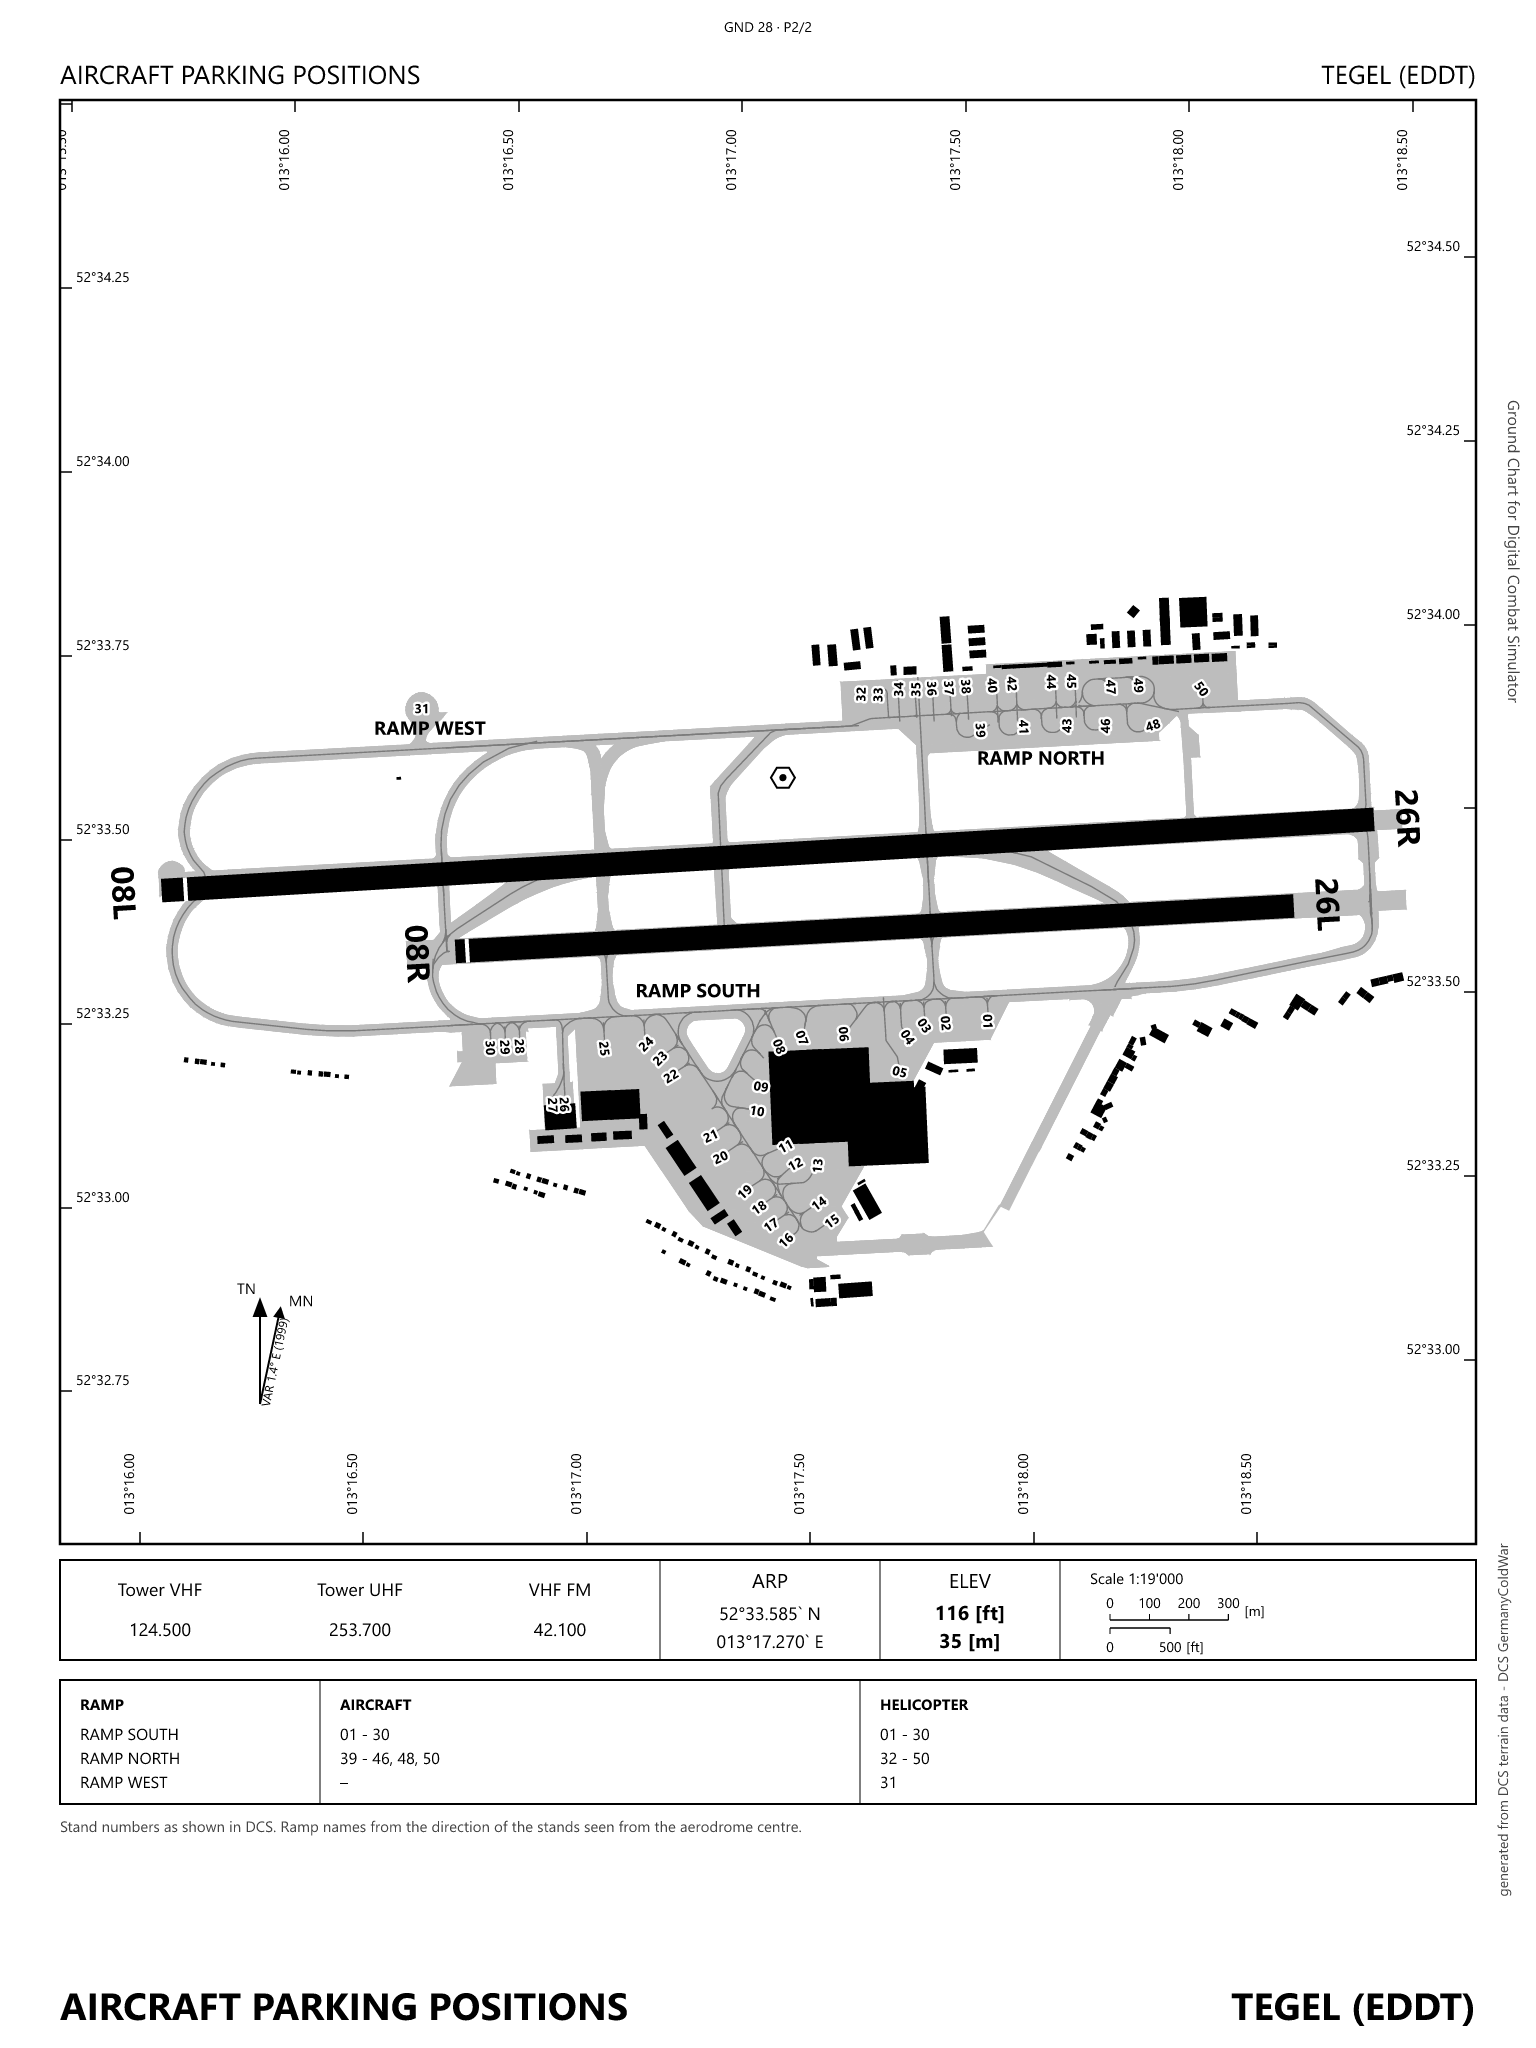 GND 28 · P2/2
AIRCRAFT PARKING POSITIONS
TEGEL (EDDT)
013°16.00
013°16.50
013°17.00
013°17.50
013°18.00
013°18.50
52°34.50
52°34.25
52°34.25
52°34.00
52°34.00
52°33.75
52°33.50
52°33.50
52°33.25
52°33.25
52°33.00
52°33.00
52°32.75
31
RAMP WEST
32
33
34
35
36
37
38
40
42
44
45
47
49
50
39
41
43
46
48
RAMP NORTH
08L
26R
08R
26L
RAMP SOUTH
30
29
28
27
26
25
24
23
22
21
20
19
18
17
16
15
14
13
12
11
10
09
08
07
06
05
04
03
02
01
TN
MN
VAR 1.4° E (1999)
013°16.00
013°16.50
013°17.00
013°17.50
013°18.00
013°18.50
Ground Chart for Digital Combat Simulator
generated from DCS terrain data - DCS GermanyColdWar
Tower VHF
124.500
Tower UHF
253.700
VHF FM
42.100
ARP
52°33.585` N
013°17.270` E
ELEV
116 [ft]
35 [m]
Scale 1:19'000
0 100 200 300 [m]
0 500 [ft]
RAMP AIRCRAFT HELICOPTER
RAMP SOUTH 01 - 30 01 - 30
RAMP NORTH 39 - 46, 48, 50 32 - 50
RAMP WEST – 31
Stand numbers as shown in DCS. Ramp names from the direction of the stands seen from the aerodrome centre.
AIRCRAFT PARKING POSITIONS
TEGEL (EDDT)